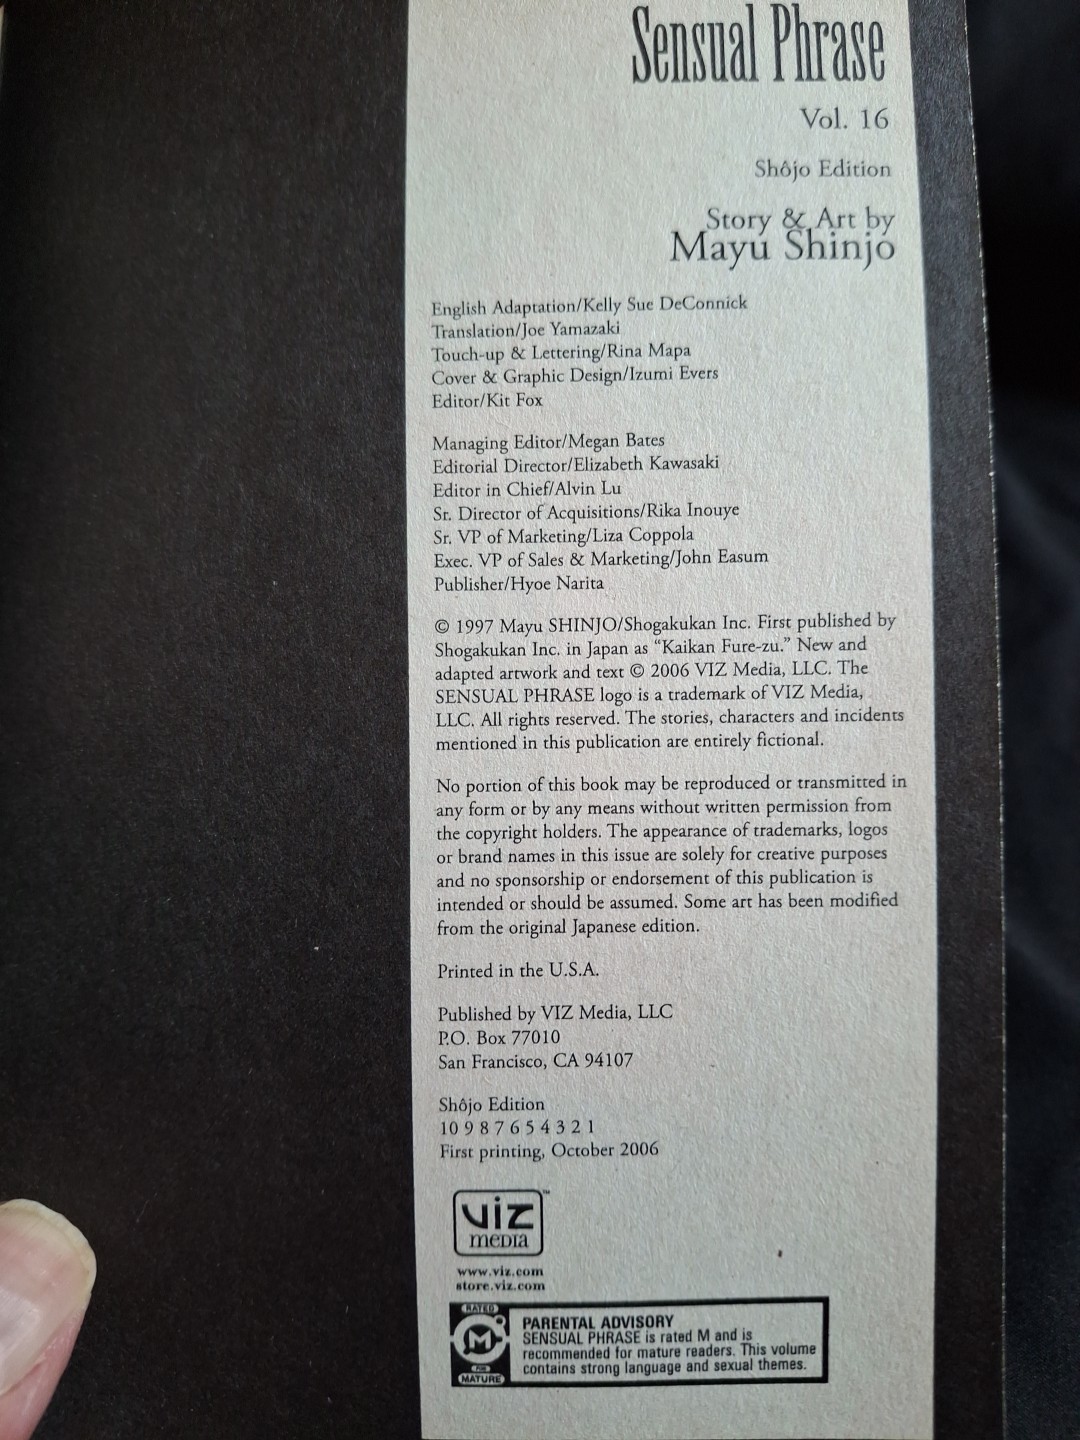 Sensual Phrase
Vol. 16
Shôjo Edition
Story & Art by
Mayu Shinjo
English Adaptation/Kelly Sue DeConnick
Translation/Joe Yamazaki
Touch-up & Lettering/Rina Mapa
Cover & Graphic Design/Izumi Evers
Editor/Kit Fox
Managing Editor/Megan Bates
Editorial Director/Elizabeth Kawasaki
Editor in Chief/Alvin Lu
Sr. Director of Acquisitions/Rika Inouye
Sr. VP of Marketing/Liza Coppola
Exec. VP of Sales & Marketing/John Easum
Publisher/Hyoe Narita
© 1997 Mayu SHINJO/Shogakukan Inc. First published by
Shogakukan Inc. in Japan as “Kaikan Fure-zu.” New and
adapted artwork and text © 2006 VIZ Media, LLC. The
SENSUAL PHRASE logo is a trademark of VIZ Media,
LLC. All rights reserved. The stories, characters and incidents
mentioned in this publication are entirely fictional.
No portion of this book may be reproduced or transmitted in
any form or by any means without written permission from
the copyright holders. The appearance of trademarks, logos
or brand names in this issue are solely for creative purposes
and no sponsorship or endorsement of this publication is
intended or should be assumed. Some art has been modified
from the original Japanese edition.
Printed in the U.S.A.
Published by VIZ Media, LLC
P.O. Box 77010
San Francisco, CA 94107
Shôjo Edition
10 9 8 7 6 5 4 3 2 1
First printing, October 2006
VIZ ™
MEDIA
www.viz.com
store.viz.com
RATED
M
FOR
MATURE
PARENTAL ADVISORY
SENSUAL PHRASE is rated M and is
recommended for mature readers. This volume
contains strong language and sexual themes.